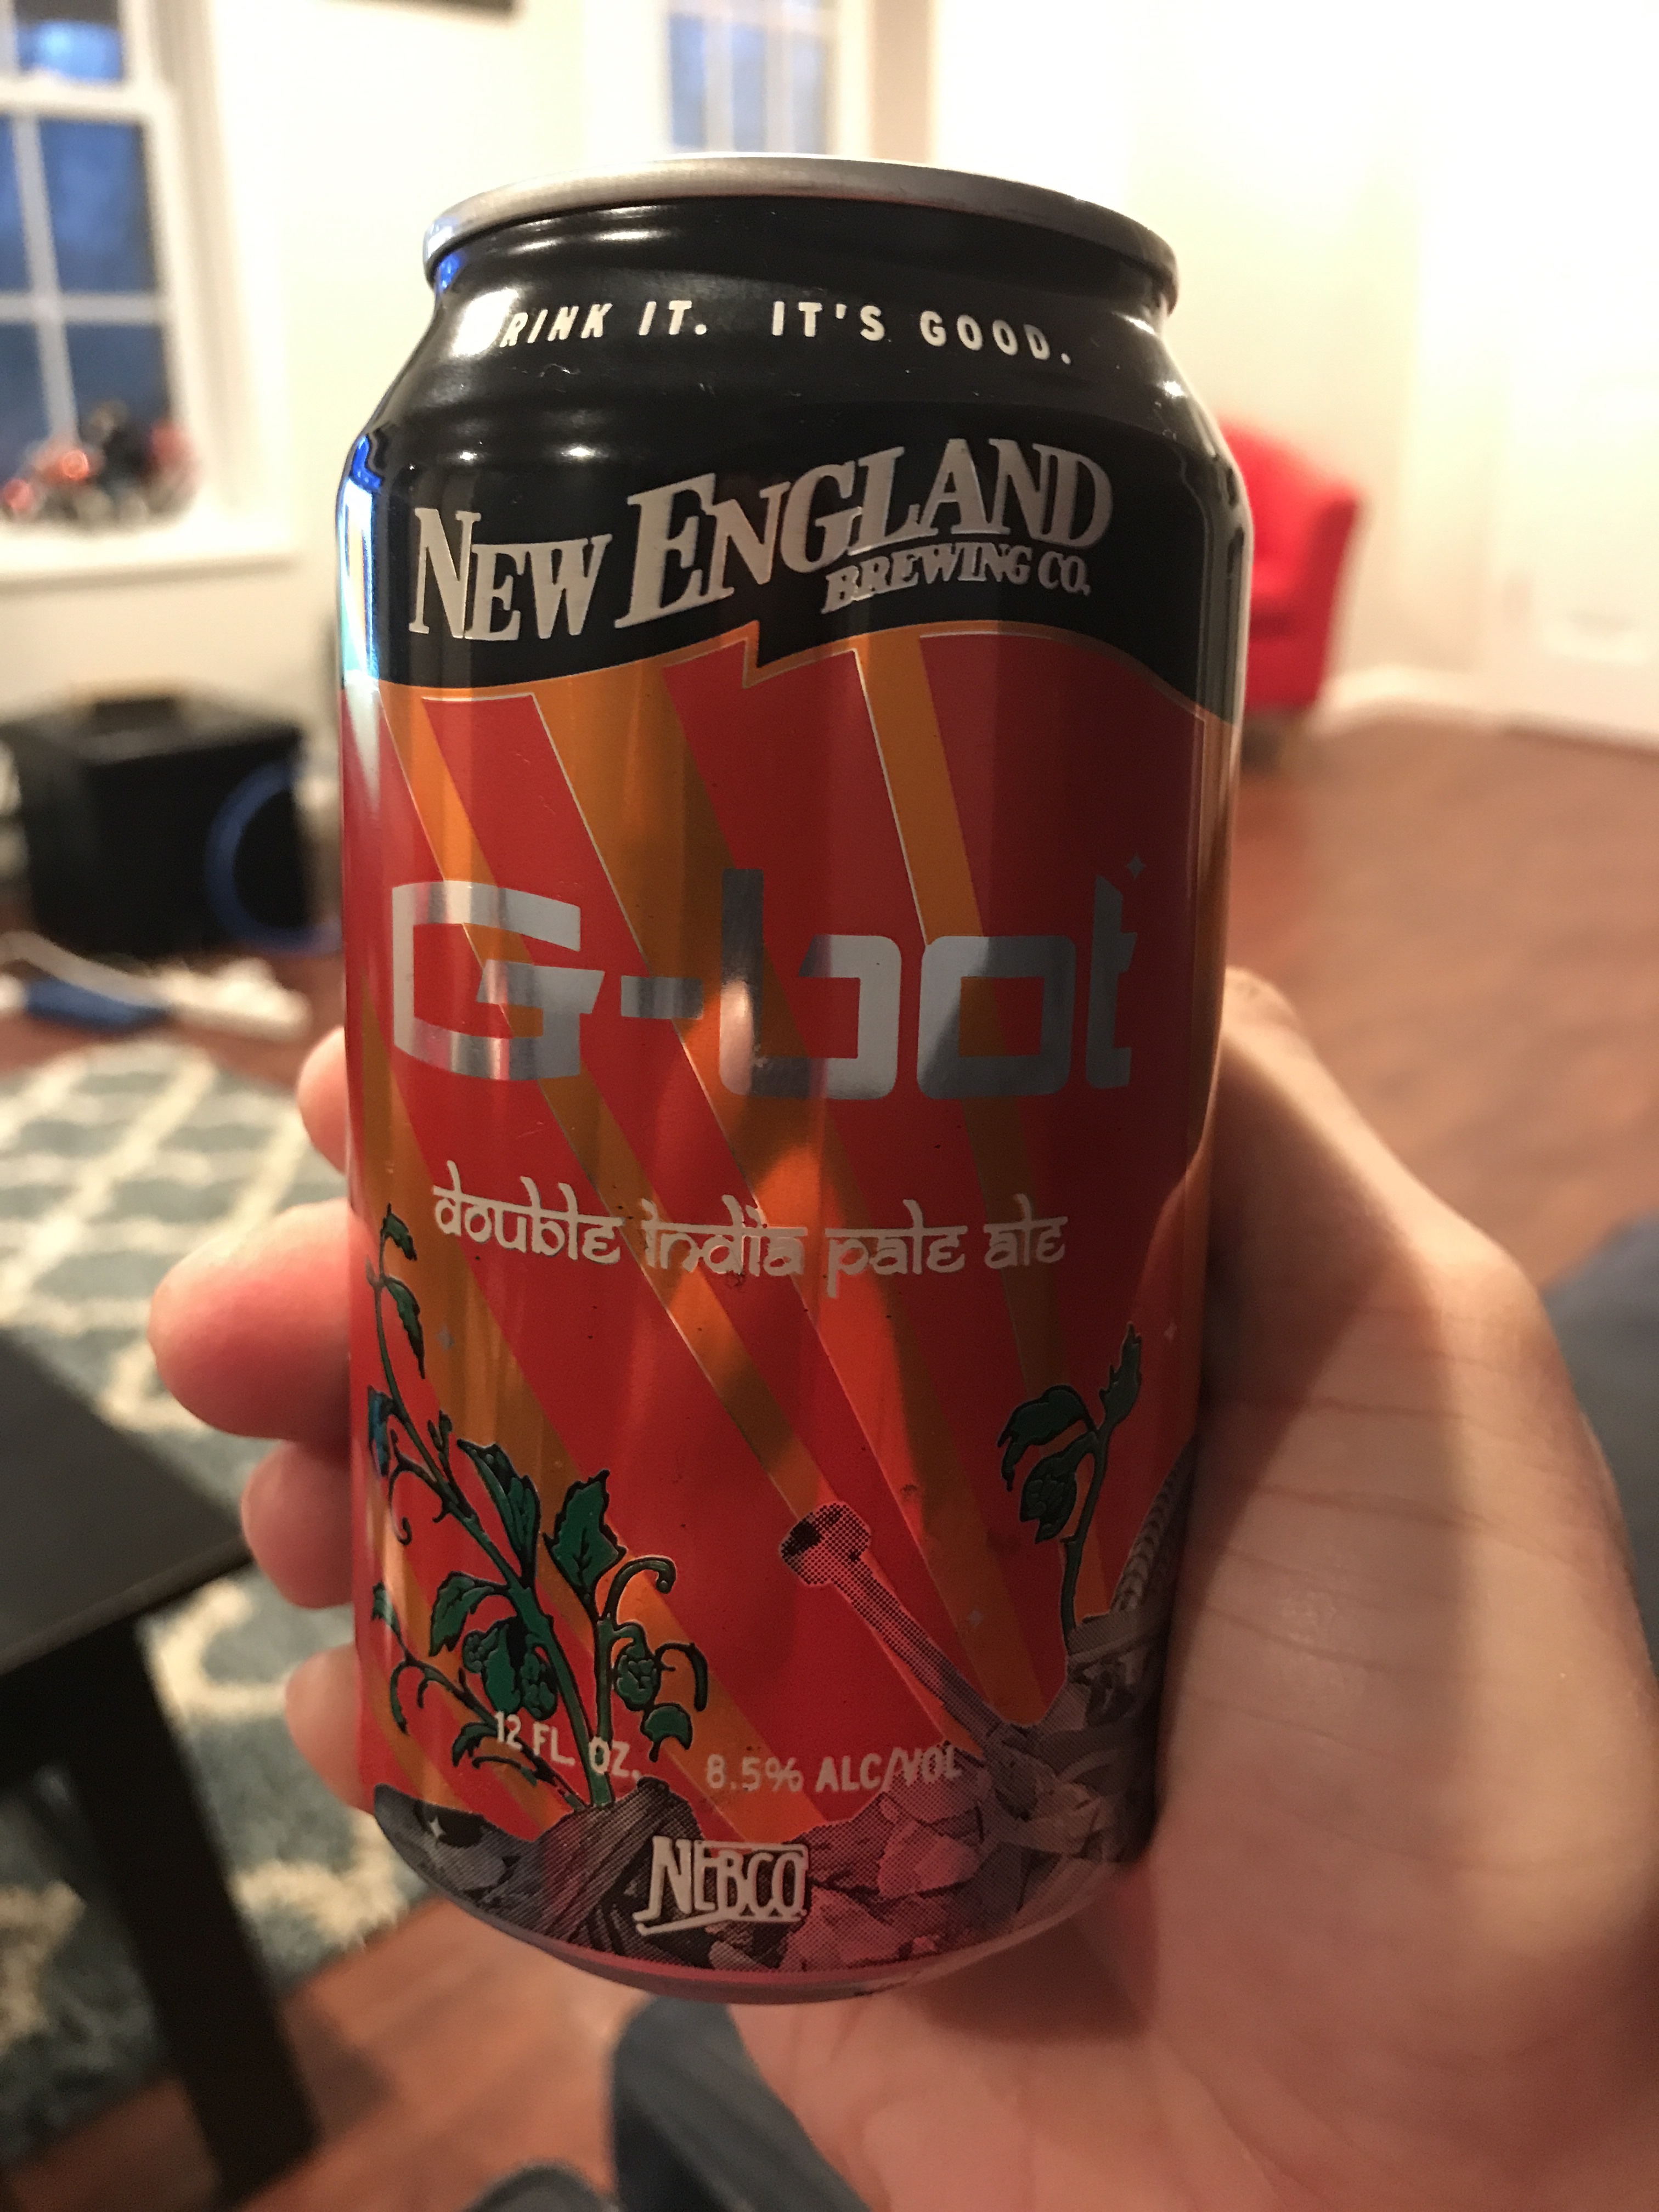 RINK IT. IT'S GOOD.
NEW ENGLAND
BREWING CO.
G-bot
double india pale ale
12 FL. OZ. 8.5% ALC/VOL
NEBCO